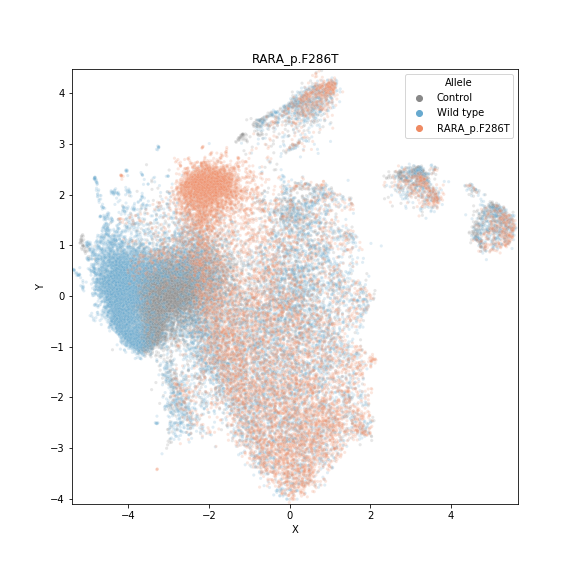 RARA_p.F286T
Allele
Control
Wild type
RARA_p.F286T
4
3
2
1
0
−1
−2
−3
−4
Y
−4 −2 0 2 4
X